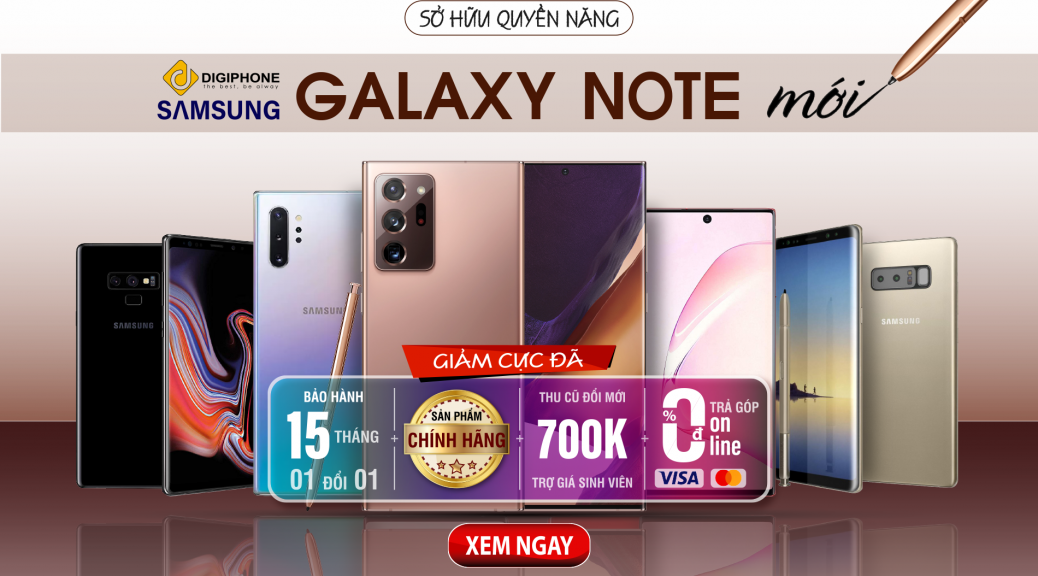 SỞ HỮU QUYỀN NĂNG
DIGIPHONE
the best, be alway
SAMSUNG
GALAXY NOTE mới
SAMSUNG
SAMSUNG
SAMSUNG
GIẢM CỰC ĐÃ
BẢO HÀNH
15 THÁNG
01 ĐỔI 01
+
SẢN PHẨM
CHÍNH HÃNG
+
THU CŨ ĐỔI MỚI
700K
TRỢ GIÁ SINH VIÊN
+
% 0 đ
TRẢ GÓP
on
line
VISA
XEM NGAY